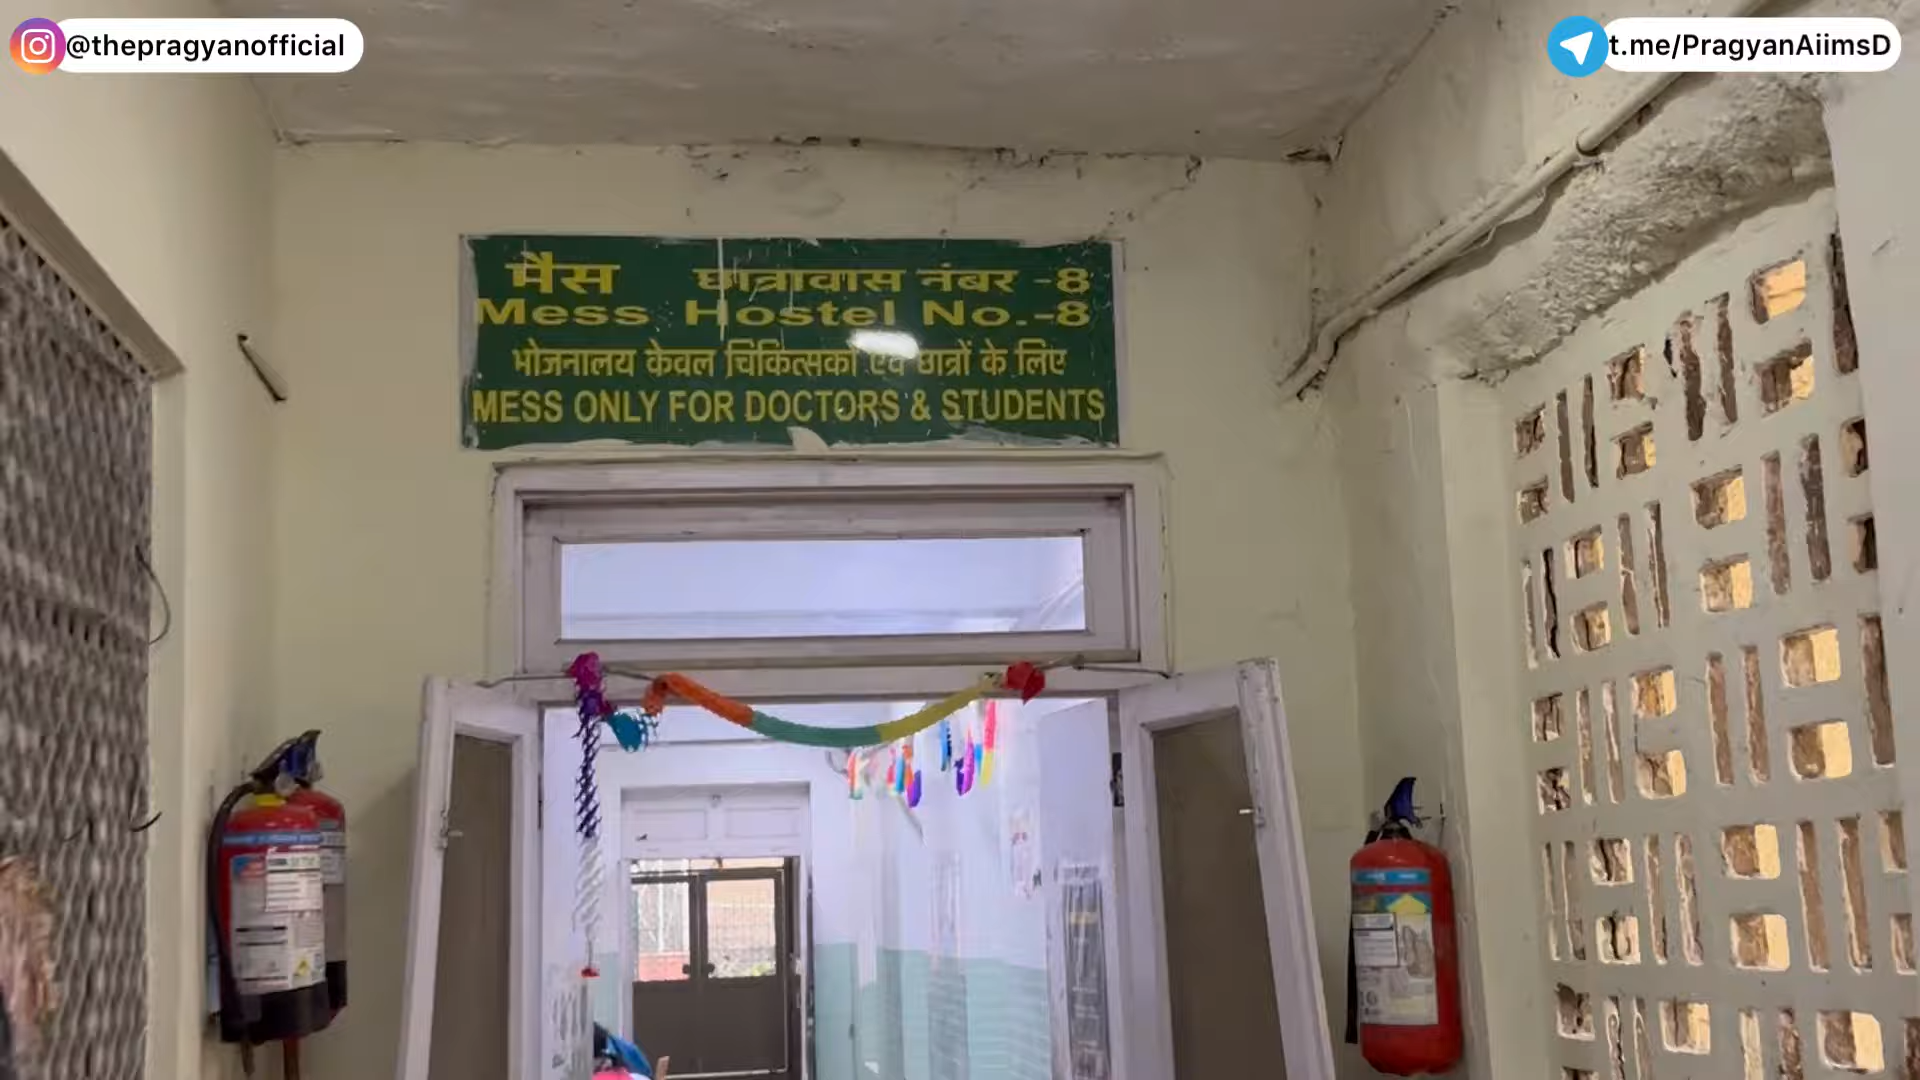 @thepragyanofficial
t.me/PragyanAiimsD
मैस छात्रावास नंबर -8
Mess Hostel No.-8
भोजनालय केवल चिकित्सकों एवं छात्रों के लिए
MESS ONLY FOR DOCTORS & STUDENTS